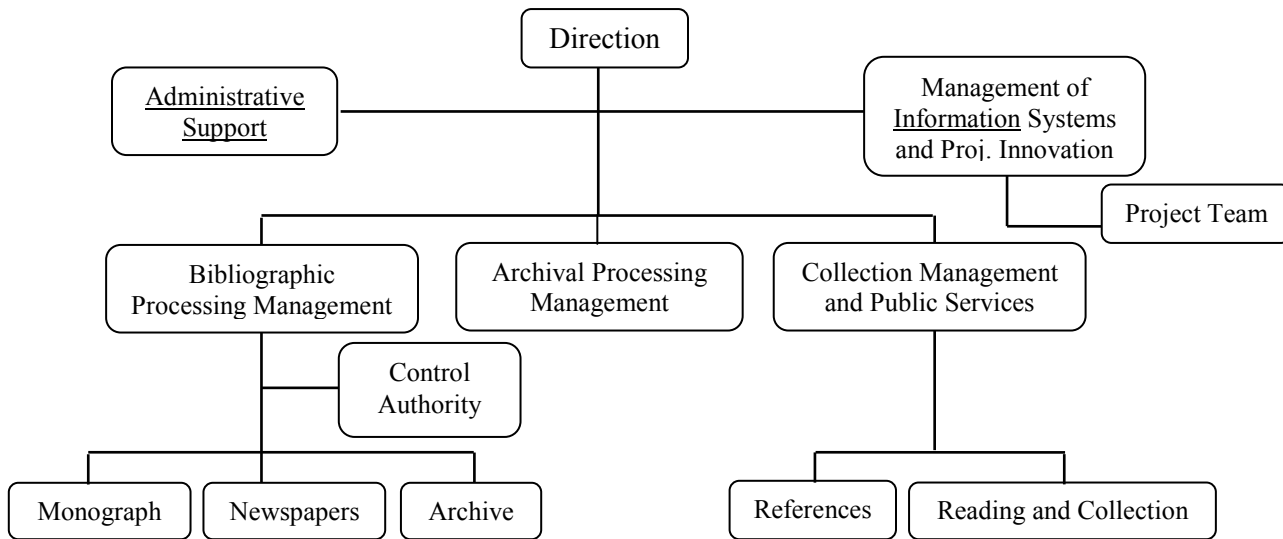 Direction
Administrative
Support
Management of
Information Systems
and Proj. Innovation
Project Team
Bibliographic
Processing Management
Archival Processing
Management
Collection Management
and Public Services
Control
Authority
Monograph
Newspapers
Archive
References
Reading and Collection